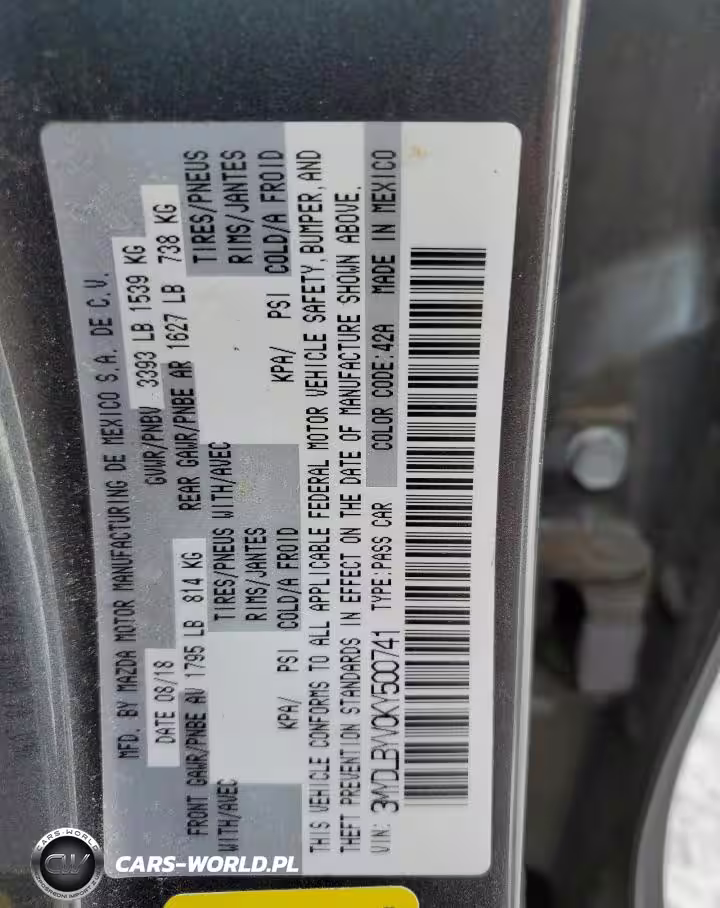 MFD. BY MAZDA MOTOR MANUFACTURING DE MEXICO S.A. DE C.V.
DATE 08/18 GVWR/PNBV 3393 LB 1539 KG
FRONT GAWR/PNBE AV 1795 LB 814 KG REAR GAWR/PNBE AR 1627 LB 738 KG
WITH/AVEC TIRES/PNEUS WITH/AVEC TIRES/PNEUS
RIMS/JANTES RIMS/JANTES
KPA/ PSI COLD/A FROID KPA/ PSI COLD/A FROID
THIS VEHICLE CONFORMS TO ALL APPLICABLE FEDERAL MOTOR VEHICLE SAFETY, BUMPER, AND
THEFT PREVENTION STANDARDS IN EFFECT ON THE DATE OF MANUFACTURE SHOWN ABOVE.
VIN: 3MYDLBYV0KY500741 TYPE:PASS CAR COLOR CODE:42A MADE IN MEXICO
CARS-WORLD.PL
CW